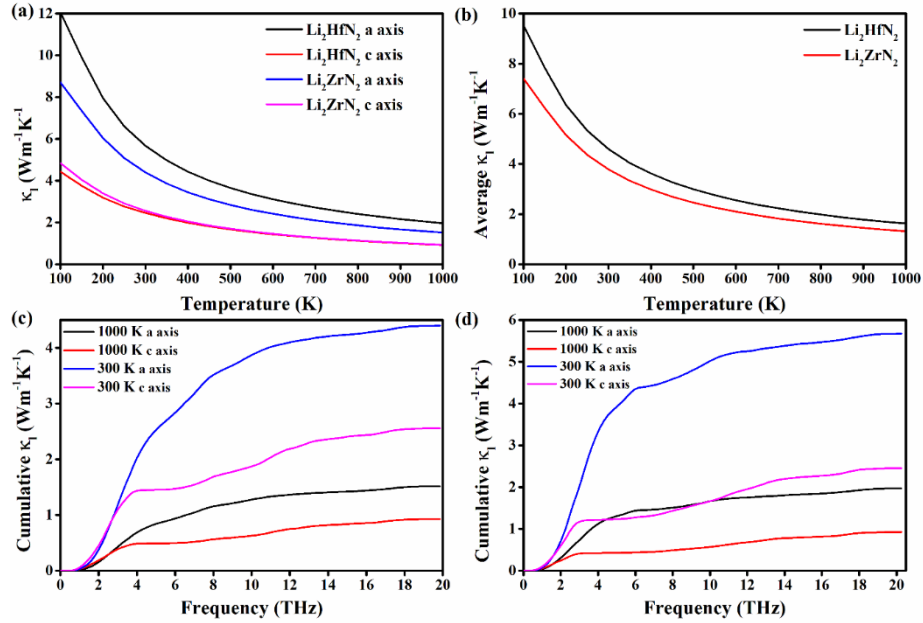 (a)
12
10
8
6
4
2
0
κl (Wm⁻¹K⁻¹)
Li₂HfN₂ a axis
Li₂HfN₂ c axis
Li₂ZrN₂ a axis
Li₂ZrN₂ c axis
100 200 300 400 500 600 700 800 900 1000
Temperature (K)
(b)
10
8
6
4
2
0
Average κl (Wm⁻¹K⁻¹)
Li₂HfN₂
Li₂ZrN₂
100 200 300 400 500 600 700 800 900 1000
Temperature (K)
(c)
4
2
0
Cumulative κl (Wm⁻¹K⁻¹)
1000 K a axis
1000 K c axis
300 K a axis
300 K c axis
0 2 4 6 8 10 12 14 16 18 20
Frequency (THz)
(d)
6
5
4
3
2
1
0
Cumulative κl (Wm⁻¹K⁻¹)
1000 K a axis
1000 K c axis
300 K a axis
300 K c axis
0 2 4 6 8 10 12 14 16 18 20
Frequency (THz)